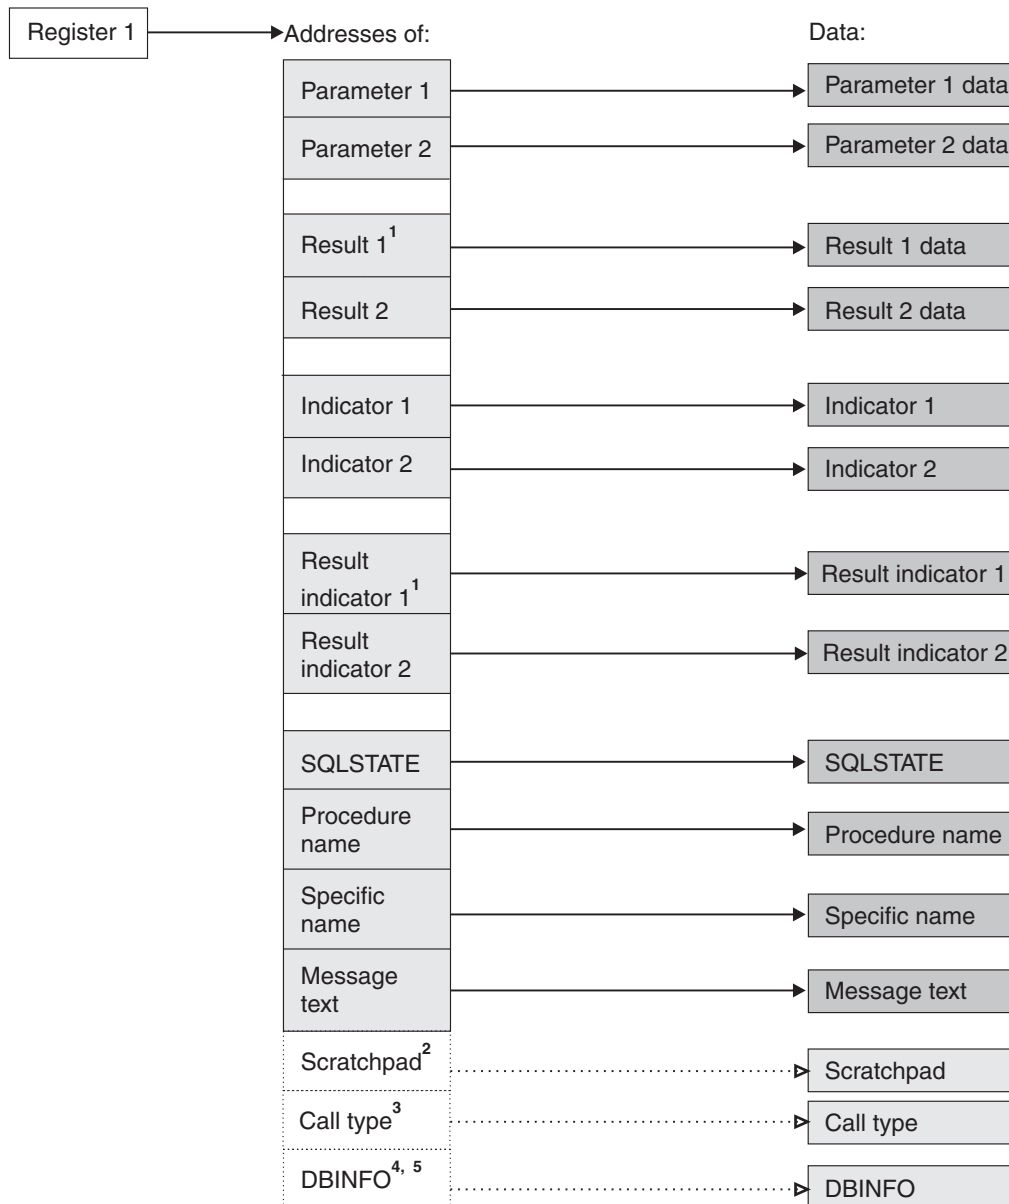 Register 1 Addresses of: Data:
Parameter 1 Parameter 1 data
Parameter 2 Parameter 2 data
Result 1¹ Result 1 data
Result 2 Result 2 data
Indicator 1 Indicator 1
Indicator 2 Indicator 2
Result
indicator 1¹ Result indicator 1
Result
indicator 2 Result indicator 2
SQLSTATE SQLSTATE
Procedure
name Procedure name
Specific
name Specific name
Message
text Message text
Scratchpad² Scratchpad
Call type³ Call type
DBINFO⁴, ⁵ DBINFO